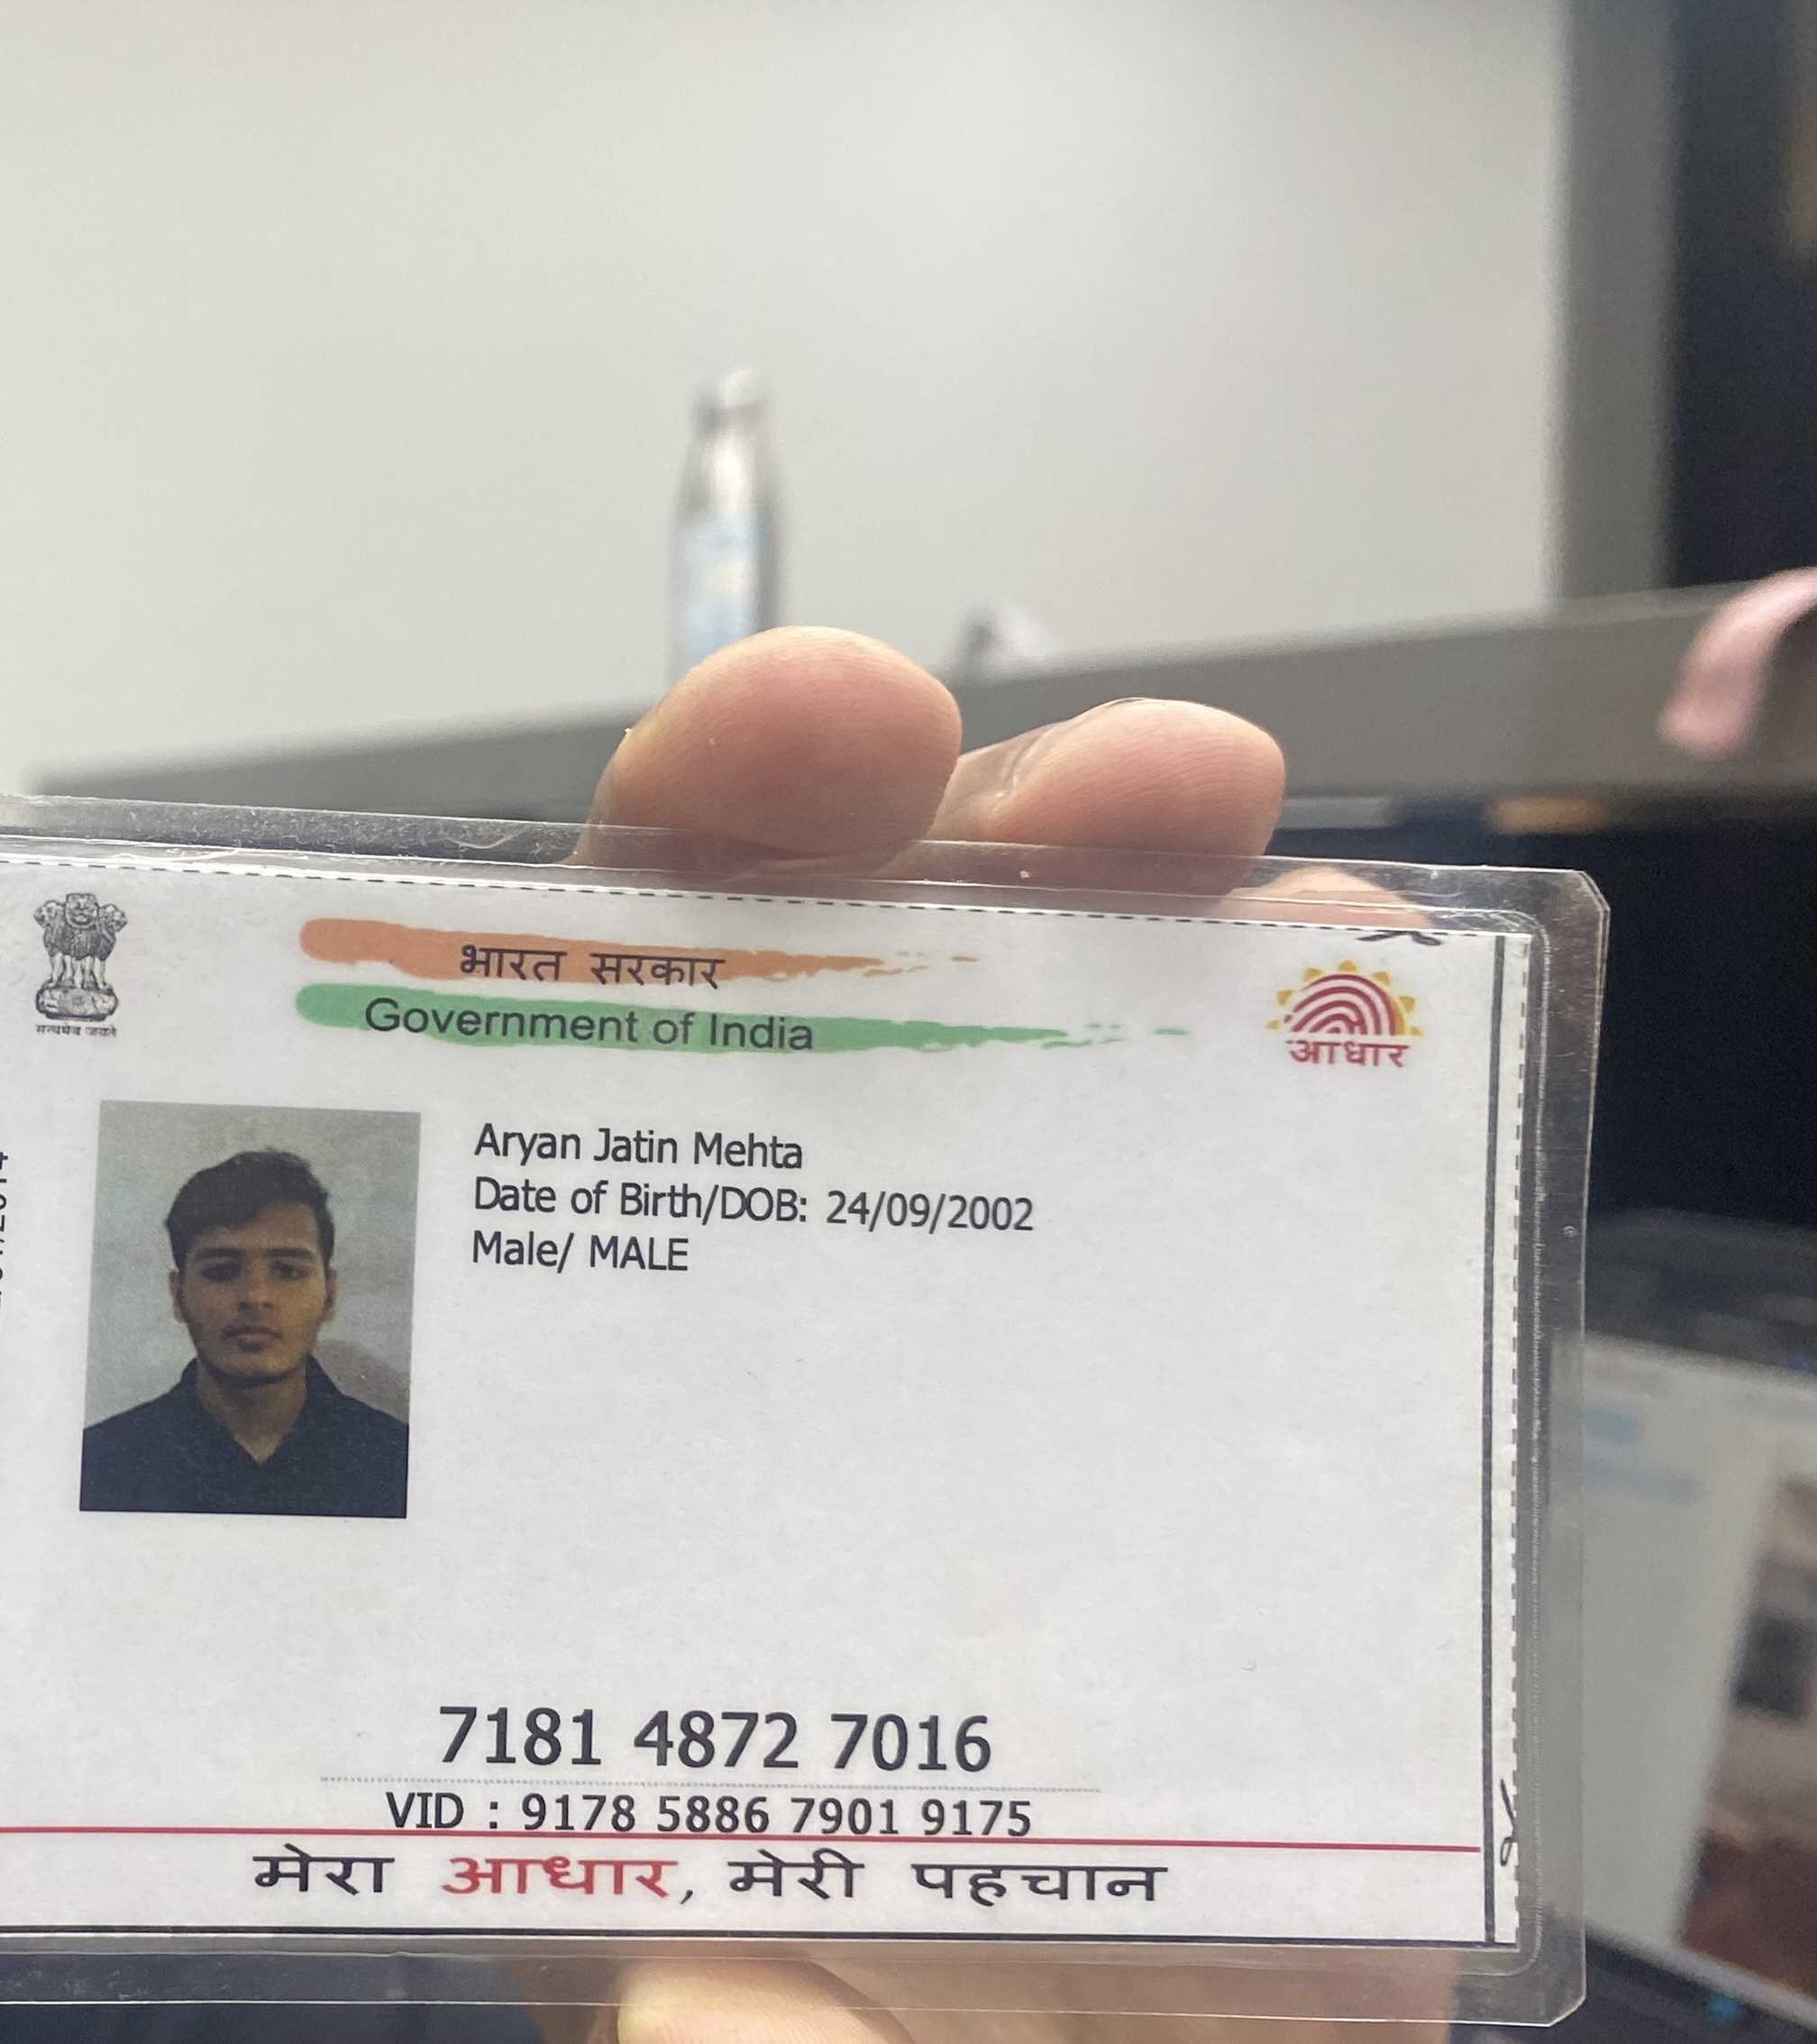 सत्यमेव जयते
भारत सरकार
Government of India
आधार
Aryan Jatin Mehta
Date of Birth/DOB: 24/09/2002
Male/ MALE
7181 4872 7016
VID : 9178 5886 7901 9175
मेरा आधार, मेरी पहचान